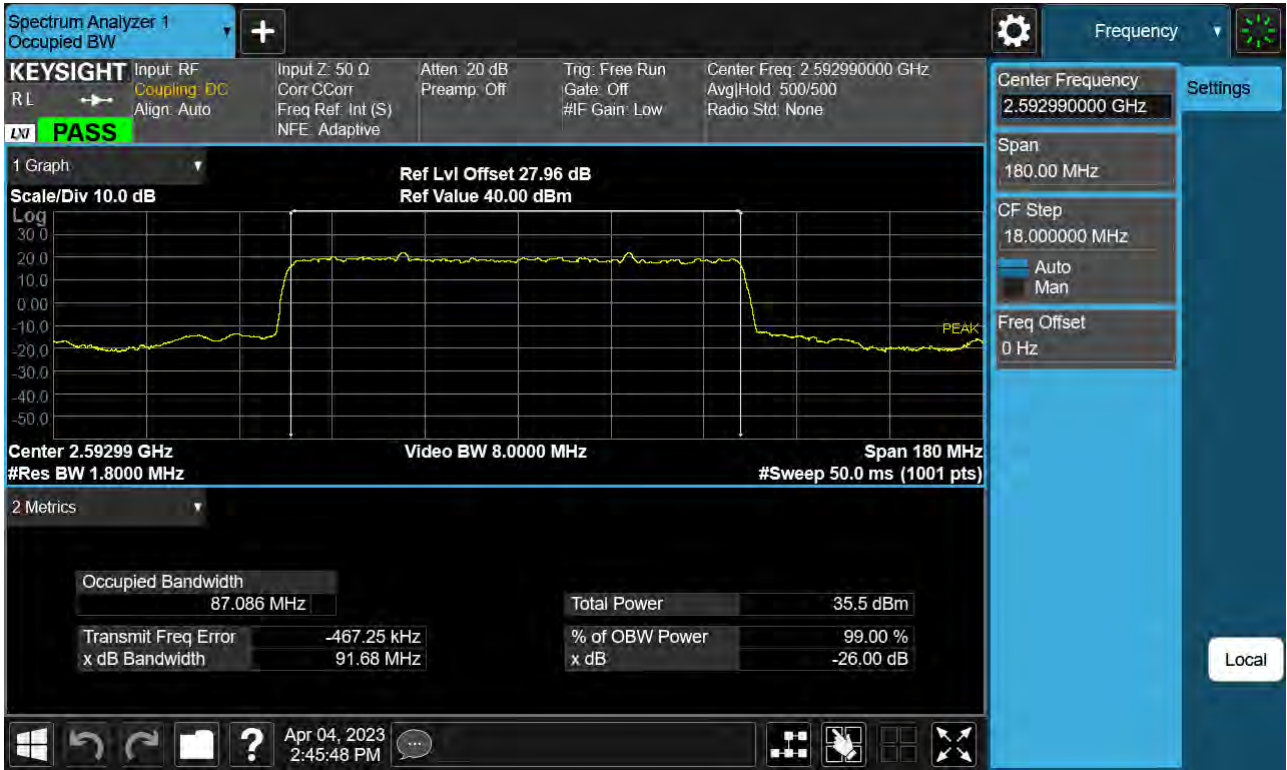 Spectrum Analyzer 1
Occupied BW
Frequency
KEYSIGHT
RL
LXI
PASS
Input: RF
Coupling: DC
Align: Auto
Input Z: 50 Ω
Corr CCorr
Freq Ref: Int (S)
NFE: Adaptive
Atten: 20 dB
Preamp: Off
Trig: Free Run
Gate: Off
#IF Gain: Low
Center Freq: 2.592990000 GHz
Avg|Hold: 500/500
Radio Std: None
Center Frequency
2.592990000 GHz
Settings
Span
180.00 MHz
CF Step
18.000000 MHz
Auto
Man
Freq Offset
0 Hz
Local
1 Graph
Scale/Div 10.0 dB
Ref Lvl Offset 27.96 dB
Ref Value 40.00 dBm
Log
30.0
20.0
10.0
0.00
-10.0
-20.0
-30.0
-40.0
-50.0
PEAK
Center 2.59299 GHz
Video BW 8.0000 MHz
Span 180 MHz
#Res BW 1.8000 MHz
#Sweep 50.0 ms (1001 pts)
2 Metrics
Occupied Bandwidth
87.086 MHz
Total Power 35.5 dBm
Transmit Freq Error -467.25 kHz
% of OBW Power 99.00 %
x dB Bandwidth 91.68 MHz
x dB -26.00 dB
?
Apr 04, 2023
2:45:48 PM